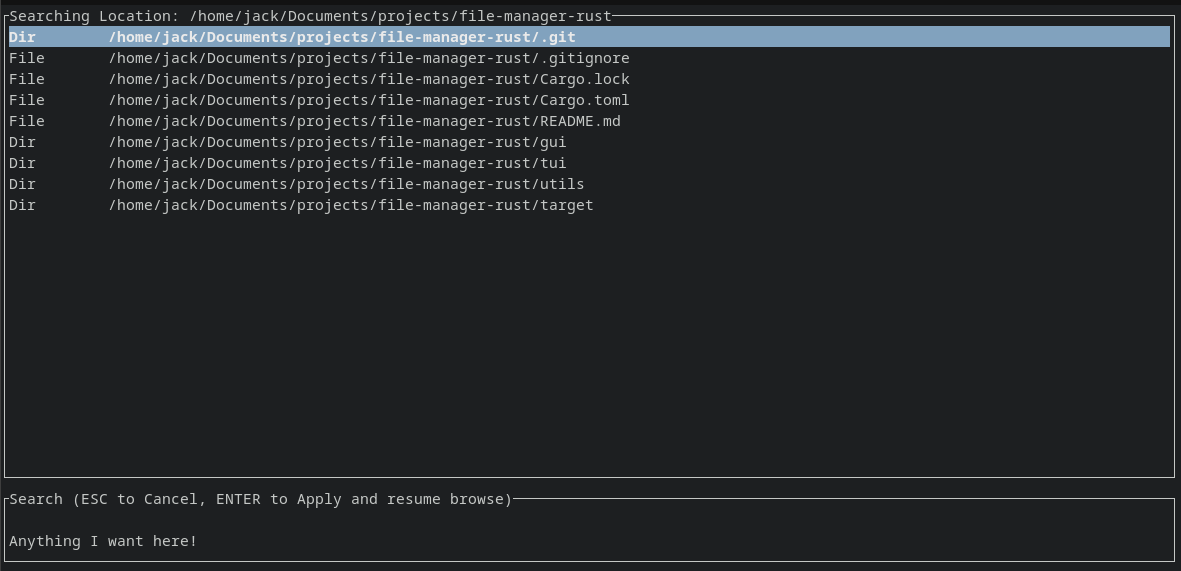 Searching Location: /home/jack/Documents/projects/file-manager-rust
Dir /home/jack/Documents/projects/file-manager-rust/.git
File /home/jack/Documents/projects/file-manager-rust/.gitignore
File /home/jack/Documents/projects/file-manager-rust/Cargo.lock
File /home/jack/Documents/projects/file-manager-rust/Cargo.toml
File /home/jack/Documents/projects/file-manager-rust/README.md
Dir /home/jack/Documents/projects/file-manager-rust/gui
Dir /home/jack/Documents/projects/file-manager-rust/tui
Dir /home/jack/Documents/projects/file-manager-rust/utils
Dir /home/jack/Documents/projects/file-manager-rust/target
Search (ESC to Cancel, ENTER to Apply and resume browse)
Anything I want here!